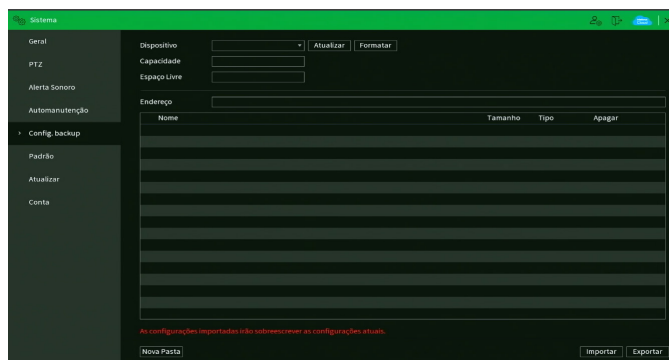 Sistema
Geral
PTZ
Alerta Sonoro
Automanutenção
Config. backup
Padrão
Atualizar
Conta
Dispositivo
Atualizar
Formatar
Capacidade
Espaço Livre
Endereço
Nome Tamanho Tipo Apagar
As configurações importadas irão sobreescrever as configurações atuais.
Nova Pasta
Importar
Exportar